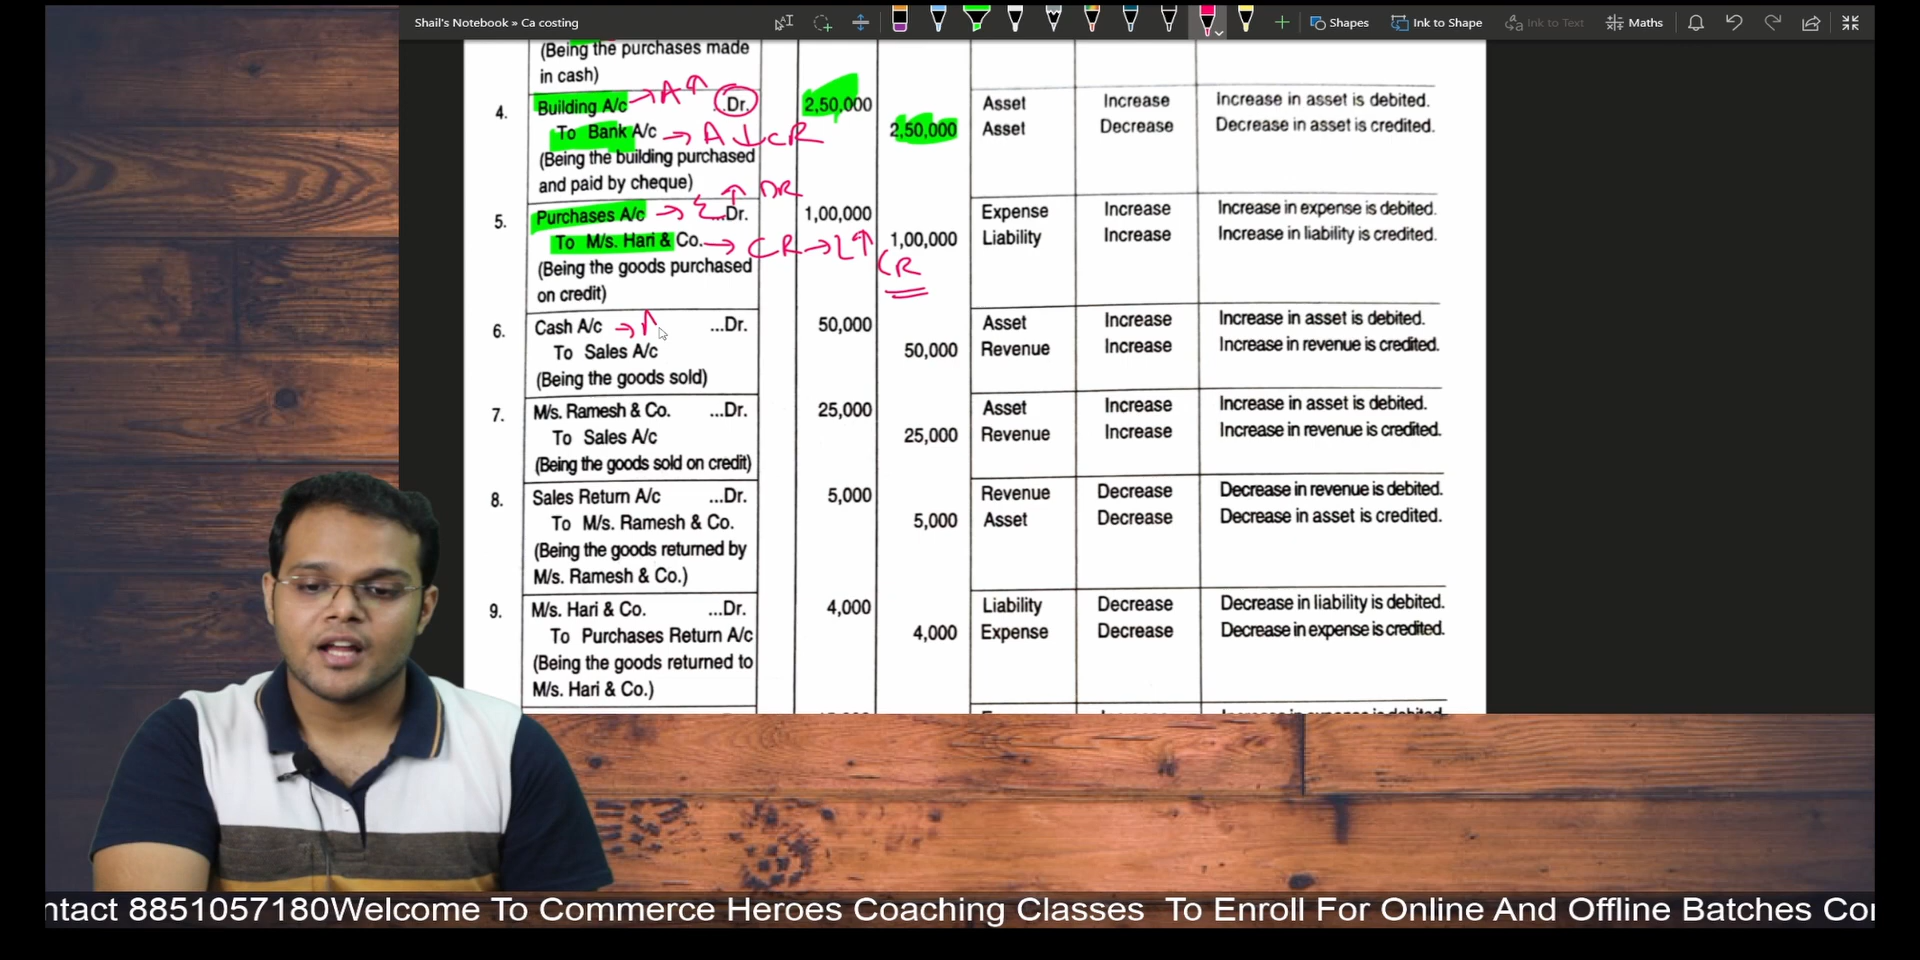 Shail's Notebook » Ca costing
Shapes Ink to Shape Ink to Text Maths
(Being the purchases made
in cash)
4. Building A/c → A↑ Dr. 2,50,000 Asset Increase Increase in asset is debited.
To Bank A/c → A↓ CR 2,50,000 Asset Decrease Decrease in asset is credited.
(Being the building purchased
and paid by cheque)
5. Purchases A/c → E↑ DR ...Dr. 1,00,000 Expense Increase Increase in expense is debited.
To M/s. Hari & Co. → CR → L↑ CR 1,00,000 Liability Increase Increase in liability is credited.
(Being the goods purchased
on credit)
6. Cash A/c → ...Dr. 50,000 Asset Increase Increase in asset is debited.
To Sales A/c 50,000 Revenue Increase Increase in revenue is credited.
(Being the goods sold)
7. M/s. Ramesh & Co. ...Dr. 25,000 Asset Increase Increase in asset is debited.
To Sales A/c 25,000 Revenue Increase Increase in revenue is credited.
(Being the goods sold on credit)
8. Sales Return A/c ...Dr. 5,000 Revenue Decrease Decrease in revenue is debited.
To M/s. Ramesh & Co. 5,000 Asset Decrease Decrease in asset is credited.
(Being the goods returned by
M/s. Ramesh & Co.)
9. M/s. Hari & Co. ...Dr. 4,000 Liability Decrease Decrease in liability is debited.
To Purchases Return A/c 4,000 Expense Decrease Decrease in expense is credited.
(Being the goods returned to
M/s. Hari & Co.)
ntact 8851057180Welcome To Commerce Heroes Coaching Classes To Enroll For Online And Offline Batches Co